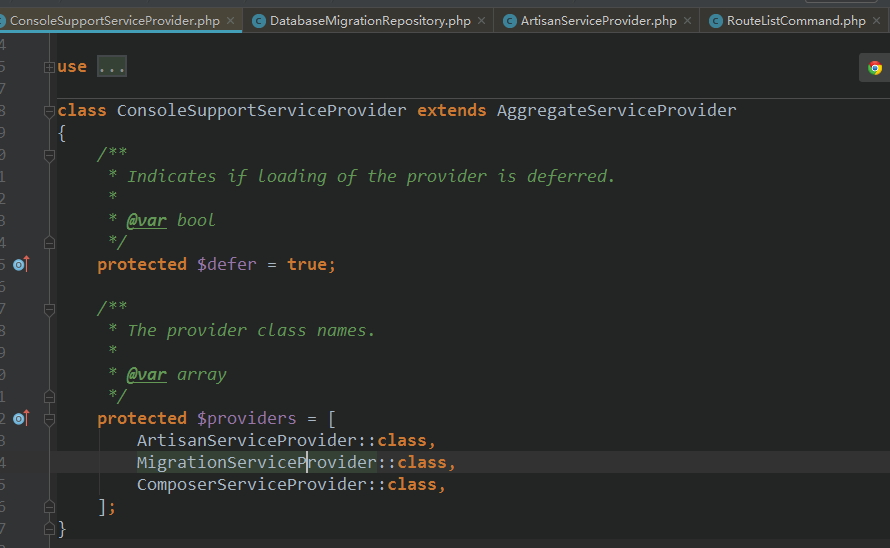 ConsoleSupportServiceProvider.php × DatabaseMigrationRepository.php × ArtisanServiceProvider.php × RouteListCommand.php ×
4
5 use ...
7
8 class ConsoleSupportServiceProvider extends AggregateServiceProvider
9 {
0 /**
1 * Indicates if loading of the provider is deferred.
2 *
3 * @var bool
4 */
5 protected $defer = true;
6
7 /**
8 * The provider class names.
9 *
0 * @var array
1 */
2 protected $providers = [
3 ArtisanServiceProvider::class,
4 MigrationServiceProvider::class,
5 ComposerServiceProvider::class,
6 ];
7 }